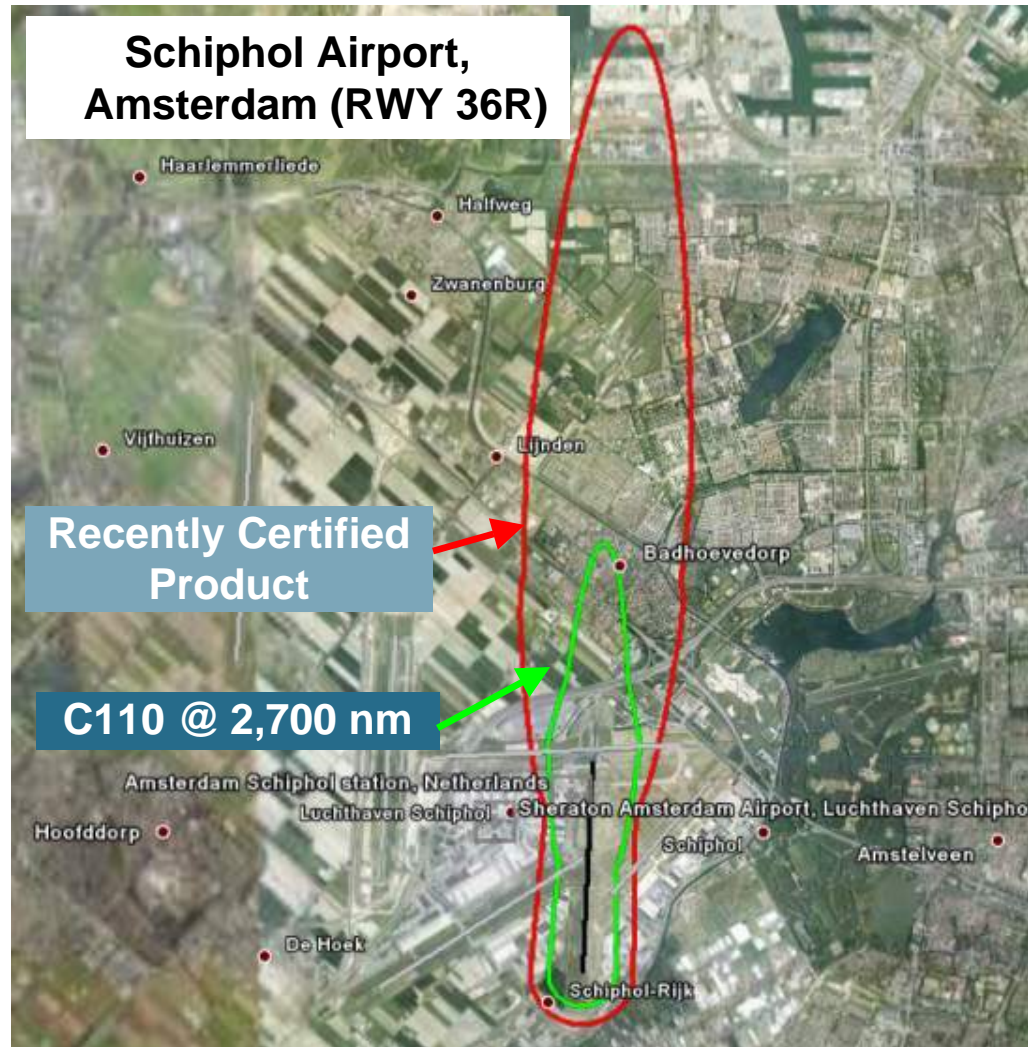 Schiphol Airport,
Amsterdam (RWY 36R)
Haarlemmerliede
Halfweg
Zwanenburg
Vijfhuizen
Lijnden
Recently Certified
Product
Badhoevedorp
C110 @ 2,700 nm
Amsterdam Schiphol station, Netherlands
Luchthaven Schiphol
Sheraton Amsterdam Airport, Luchthaven Schipho
Hoofddorp
Schiphol
Amstelveen
De Hoek
Schiphol-Rijk